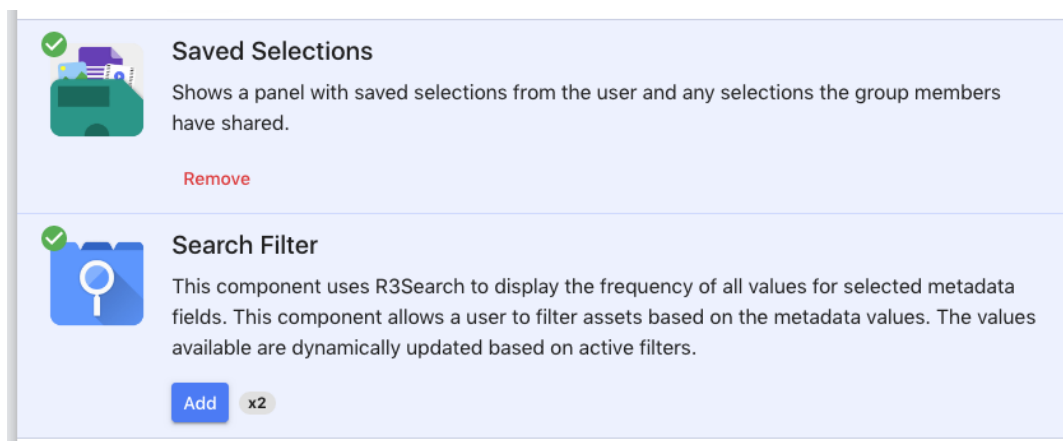 Saved Selections
Shows a panel with saved selections from the user and any selections the group members
have shared.
Remove
Search Filter
This component uses R3Search to display the frequency of all values for selected metadata
fields. This component allows a user to filter assets based on the metadata values. The values
available are dynamically updated based on active filters.
Add x2